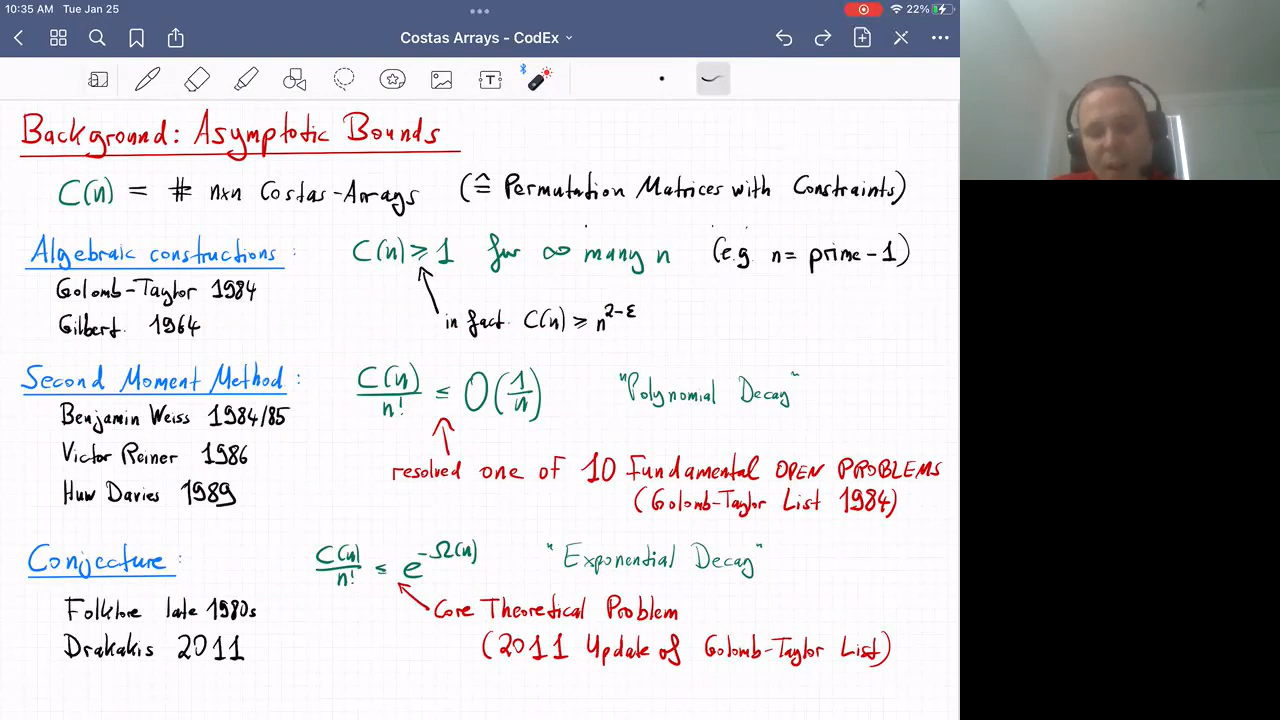 10:35 AM Tue Jan 25
22%
Costas Arrays - CodEx
Background: Asymptotic Bounds
C(n) = # n×n Costas-Arrays (≙ Permutation Matrices with Constraints)
Algebraic constructions: C(n) ≥ 1 for ∞ many n (e.g. n = prime - 1)
Golomb-Taylor 1984
Gilbert. 1964
in fact. C(n) ≥ n^{2-ε}
Second Moment Method: C(n)/n! ≤ O(1/n) "Polynomial Decay"
Benjamin Weiss 1984/85
Victor Reiner 1986
Huw Davies 1989
resolved one of 10 Fundamental OPEN PROBLEMS
(Golomb-Taylor List 1984)
Conjecture: C(n)/n! ≤ e^{-Ω(n)} "Exponential Decay"
Folklore late 1980s
Drakakis 2011
Core Theoretical Problem
(2011 Update of Golomb-Taylor List)